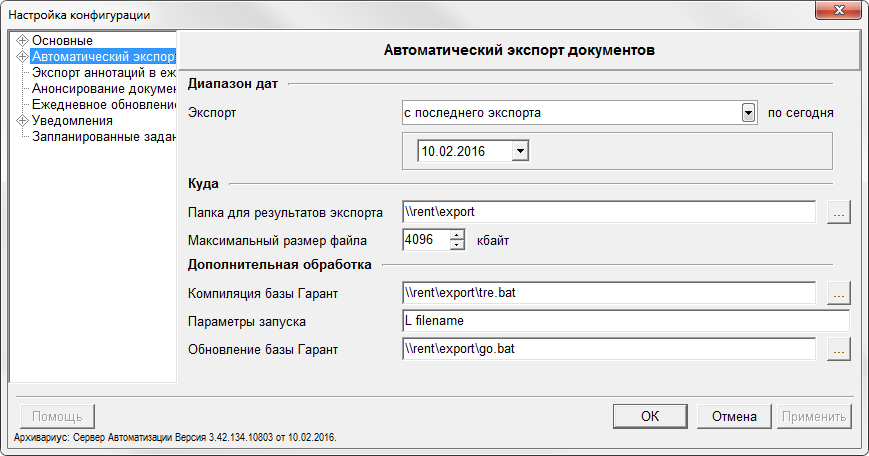 Настройка конфигурации
Основные
Автоматический экспорт
Экспорт аннотаций в еж
Анонсирование докумен
Ежедневное обновление
Уведомления
Запланированные задан
Автоматический экспорт документов
Диапазон дат
Экспорт с последнего экспорта по сегодня
10.02.2016
Куда
Папка для результатов экспорта \\rent\export ...
Максимальный размер файла 4096 кбайт
Дополнительная обработка
Компиляция базы Гарант \\rent\export\tre.bat ...
Параметры запуска L filename
Обновление базы Гарант \\rent\export\go.bat ...
Помощь OK Отмена Применить
Архивариус: Сервер Автоматизации Версия 3.42.134.10803 от 10.02.2016.